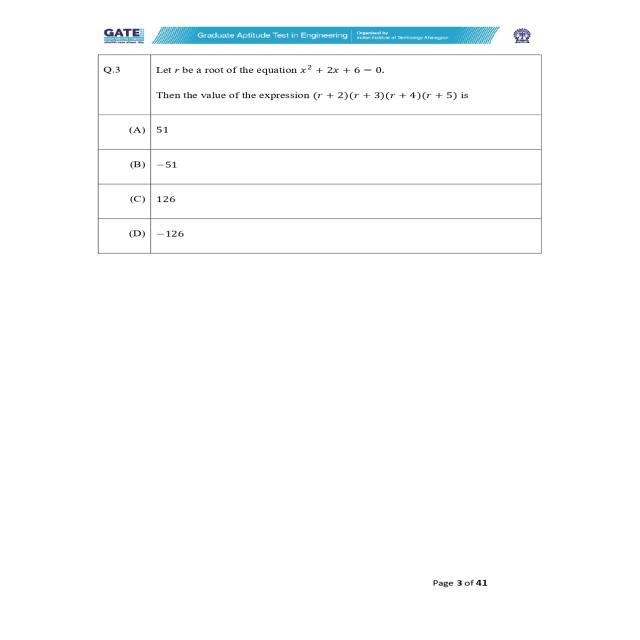 GATE
Graduate Aptitude Test in Engineering
Organised by
Indian Institute of Technology Kharagpur
Q.3 Let r be a root of the equation x² + 2x + 6 = 0.
Then the value of the expression (r + 2)(r + 3)(r + 4)(r + 5) is
(A) 51
(B) −51
(C) 126
(D) −126
Page 3 of 41